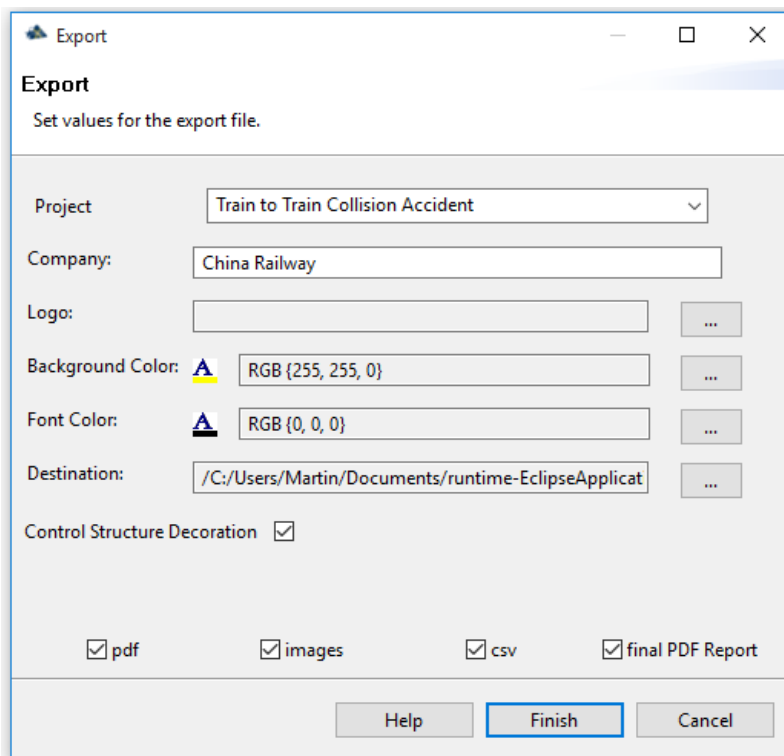 Export
Export
Set values for the export file.
Project Train to Train Collision Accident
Company: China Railway
Logo: ...
Background Color: A RGB {255, 255, 0} ...
Font Color: A RGB {0, 0, 0} ...
Destination: /C:/Users/Martin/Documents/runtime-EclipseApplicat ...
Control Structure Decoration
pdf images csv final PDF Report
Help Finish Cancel